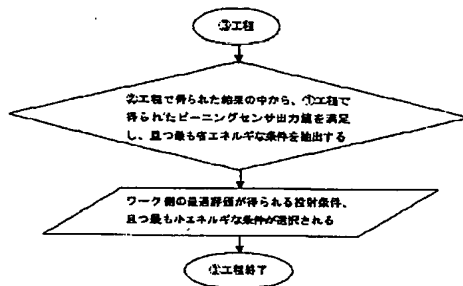 ③工程
②工程で得られた結果の中から、①工程で
得られたピーニングセンサ出力値を満足
し、且つ最も省エネルギな条件を抽出する
ワーク側の最適評価が得られる投射条件、
且つ最も小エネルギな条件が選択される
工程終了